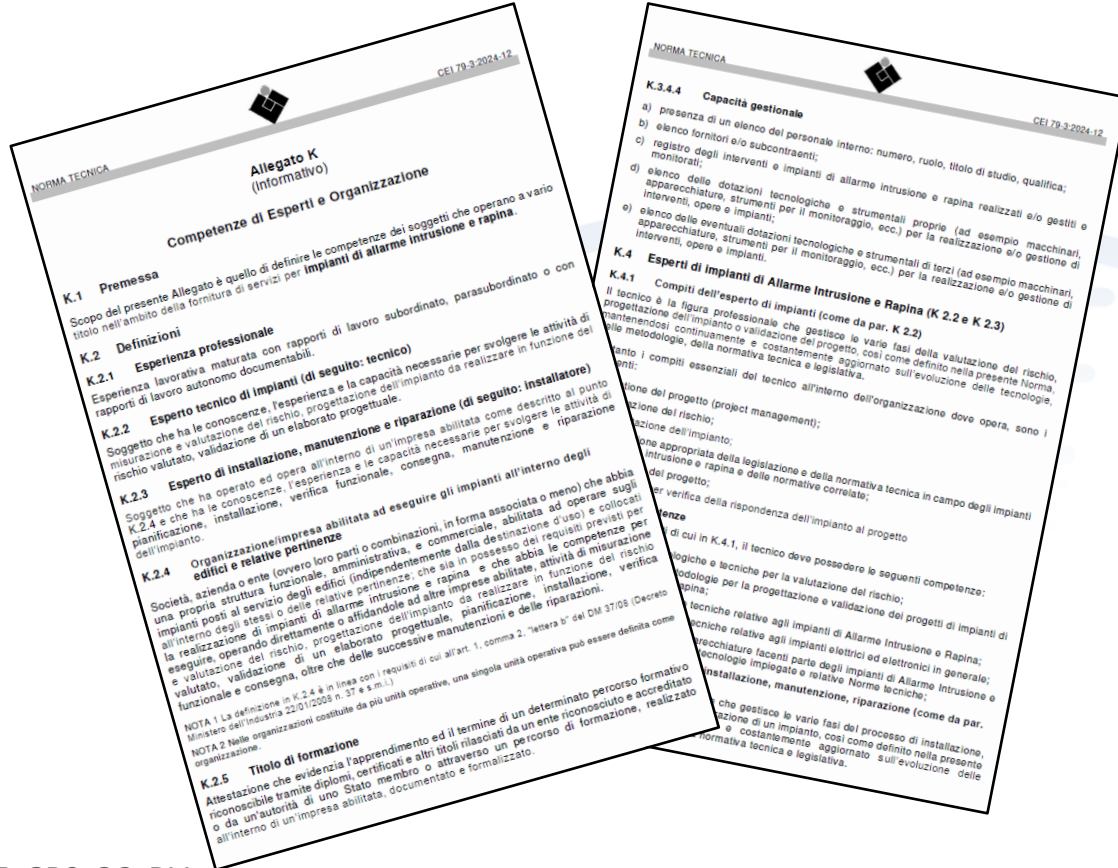 NORMA TECNICA
CEI 79-3:2024-12
Allegato K
(Informativo)
Competenze di Esperti e Organizzazione
K.1 Premessa
Scopo del presente Allegato è quello di definire le competenze dei soggetti che operano a vario
titolo nell'ambito della fornitura di servizi per impianti di allarme intrusione e rapina.
K.2 Definizioni
K.2.1 Esperienza professionale
Esperienza lavorativa maturata con rapporti di lavoro subordinato, parasubordinato o con
rapporti di lavoro autonomo documentabili.
K.2.2 Esperto tecnico di impianti (di seguito: tecnico)
Soggetto che ha le conoscenze, l'esperienza e la capacità necessarie per svolgere le attività di
misurazione e valutazione del rischio, progettazione dell'impianto da realizzare in funzione del
rischio valutato, validazione di un elaborato progettuale.
K.2.3 Esperto di installazione, manutenzione e riparazione (di seguito: installatore)
Soggetto che ha operato ed opera all'interno di un'impresa abilitata come descritto al punto
K.2.4 e che ha le conoscenze, l'esperienza e le capacità necessarie per svolgere le attività di
pianificazione, installazione, verifica funzionale, consegna, manutenzione e riparazione
dell'impianto.
K.2.4 Organizzazione/impresa abilitata ad eseguire gli impianti all'interno degli
edifici e relative pertinenze
Società, azienda o ente (ovvero loro parti o combinazioni, in forma associata o meno) che abbia
una propria struttura funzionale, amministrativa, e commerciale, abilitata ad operare sugli
impianti posti al servizio degli edifici (indipendentemente dalla destinazione d'uso) e collocati
all'interno degli stessi o delle relative pertinenze; che sia in possesso dei requisiti previsti per
la realizzazione di impianti di allarme intrusione e rapina e che abbia le competenze per
eseguire, operando direttamente o affidandole ad altre imprese abilitate, attività di misurazione
e valutazione del rischio, progettazione dell'impianto da realizzare in funzione del rischio
valutato, validazione di un elaborato progettuale, pianificazione, installazione, verifica
funzionale e consegna, oltre che delle successive manutenzioni e delle riparazioni.
NOTA 1 La definizione in K.2.4 è in linea con i requisiti di cui all'art. 1, comma 2, "lettera b" del DM 37/08 (Decreto
Ministero dell'Industria 22/01/2008 n. 37 e s.m.i.)
NOTA 2 Nelle organizzazioni costituite da più unità operative, una singola unità operativa può essere definita come
organizzazione.
K.2.5 Titolo di formazione
Attestazione che evidenzia l'apprendimento ed il termine di un determinato percorso formativo
riconoscibile tramite diplomi, certificati e altri titoli rilasciati da un ente riconosciuto e accreditato
o da un'autorità di uno Stato membro o attraverso un percorso di formazione, realizzato
all'interno di un'impresa abilitata, documentato e formalizzato.
NORMA TECNICA
CEI 79-3:2024-12
K.3.4.4 Capacità gestionale
a) presenza di un elenco del personale interno: numero, ruolo, titolo di studio, qualifica;
b) elenco fornitori e/o subcontraenti;
c) registro degli interventi e impianti di allarme intrusione e rapina realizzati e/o gestiti e
monitorati;
d) elenco delle dotazioni tecnologiche e strumentali proprie (ad esempio macchinari,
apparecchiature, strumenti per il monitoraggio, ecc.) per la realizzazione e/o gestione di
interventi, opere e impianti;
e) elenco delle eventuali dotazioni tecnologiche e strumentali di terzi (ad esempio macchinari,
apparecchiature, strumenti per il monitoraggio, ecc.) per la realizzazione e/o gestione di
interventi, opere e impianti.
K.4 Esperti di impianti di Allarme Intrusione e Rapina (K 2.2 e K 2.3)
K.4.1 Compiti dell'esperto di impianti (come da par. K 2.2)
Il tecnico è la figura professionale che gestisce le varie fasi della valutazione del rischio,
progettazione dell'impianto o validazione del progetto, così come definito nella presente Norma,
mantenendosi continuamente e costantemente aggiornato sull'evoluzione delle tecnologie,
delle metodologie, della normativa tecnica e legislativa.
i compiti essenziali del tecnico all'interno dell'organizzazione dove opera, sono i
del progetto (project management);
del rischio;
dell'impianto;
appropriata della legislazione e della normativa tecnica in campo degli impianti
intrusione e rapina e delle normative correlate;
del progetto;
per verifica della rispondenza dell'impianto al progetto
di cui in K.4.1, il tecnico deve possedere le seguenti competenze:
e tecniche per la valutazione del rischio;
per la progettazione e validazione dei progetti di impianti di
tecniche relative agli impianti di Allarme Intrusione e Rapina;
relative agli impianti elettrici ed elettronici in generale;
facenti parte degli impianti di Allarme Intrusione e
tecnologie impiegate e relative Norme tecniche;
installazione, manutenzione, riparazione (come da par.
che gestisce le varie fasi del processo di installazione,
di un impianto, così come definito nella presente
e costantemente aggiornato sull'evoluzione delle
normativa tecnica e legislativa.